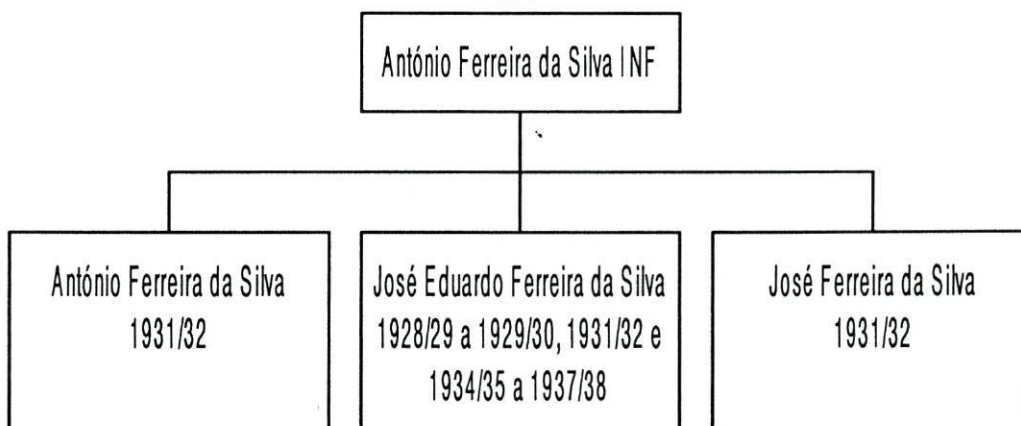 António Ferreira da Silva I NF
António Ferreira da Silva
1931/32
José Eduardo Ferreira da Silva
1928/29 a 1929/30, 1931/32 e
1934/35 a 1937/38
José Ferreira da Silva
1931/32